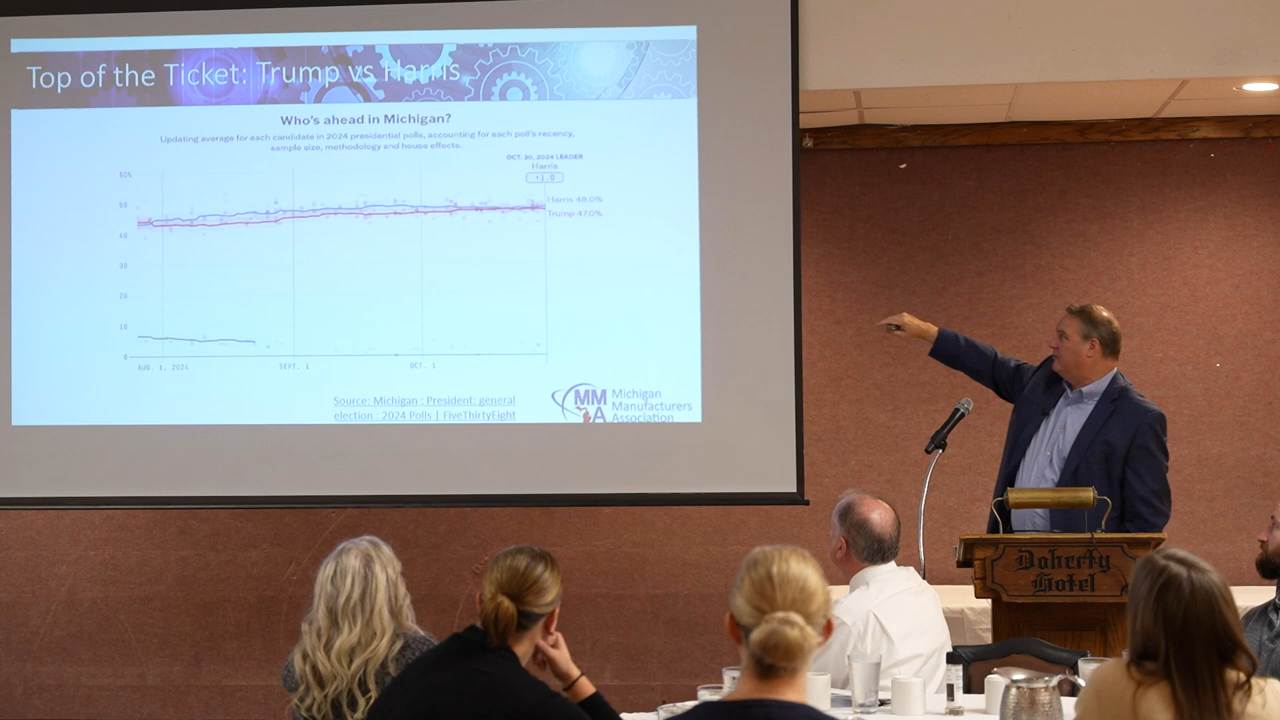 Top of the Ticket: Trump vs Harris
Who's ahead in Michigan?
Updating average for each candidate in 2024 presidential polls, accounting for each poll's recency,
sample size, methodology and house effects.
OCT. 30, 2024 LEADER
Harris
+1.0
60%
50
40
30
20
10
0
Harris 48.0%
Trump 47.0%
AUG. 1, 2024
SEPT. 1
OCT. 1
Source: Michigan : President: general
election : 2024 Polls | FiveThirtyEight
MM
A
Michigan
Manufacturers
Association
Doherty
Hotel